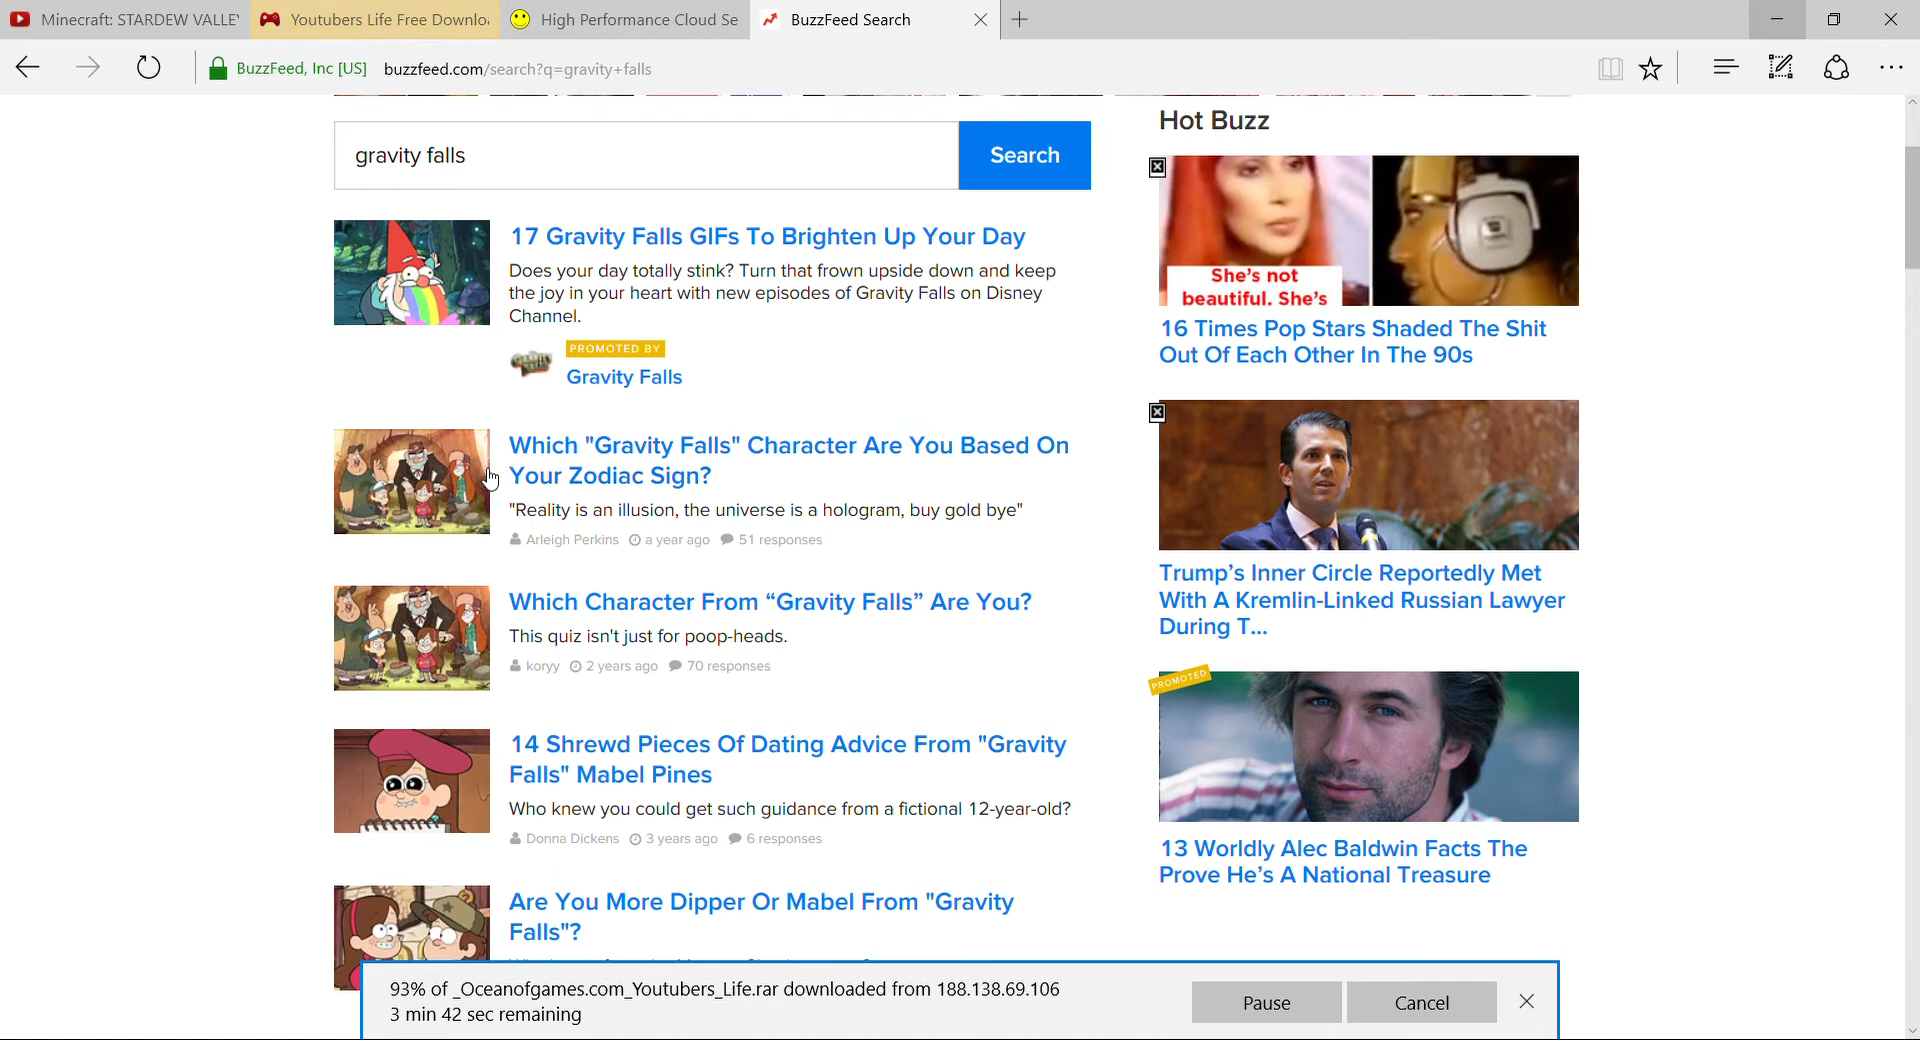 Minecraft: STARDEW VALLE
Youtubers Life Free Downlo
High Performance Cloud Se
BuzzFeed Search
BuzzFeed, Inc [US]
buzzfeed.com/search?q=gravity+falls
gravity falls
Search
17 Gravity Falls GIFs To Brighten Up Your Day
Does your day totally stink? Turn that frown upside down and keep
the joy in your heart with new episodes of Gravity Falls on Disney
Channel.
PROMOTED BY
Gravity Falls
Which "Gravity Falls" Character Are You Based On
Your Zodiac Sign?
"Reality is an illusion, the universe is a hologram, buy gold bye"
Arleigh Perkins a year ago 51 responses
Which Character From “Gravity Falls” Are You?
This quiz isn't just for poop-heads.
koryy 2 years ago 70 responses
14 Shrewd Pieces Of Dating Advice From "Gravity
Falls" Mabel Pines
Who knew you could get such guidance from a fictional 12-year-old?
Donna Dickens 3 years ago 6 responses
Are You More Dipper Or Mabel From "Gravity
Falls"?
Hot Buzz
She's not
beautiful. She's
16 Times Pop Stars Shaded The Shit
Out Of Each Other In The 90s
Trump’s Inner Circle Reportedly Met
With A Kremlin-Linked Russian Lawyer
During T...
PROMOTED
13 Worldly Alec Baldwin Facts The
Prove He’s A National Treasure
93% of _Oceanofgames.com_Youtubers_Life.rar downloaded from 188.138.69.106
3 min 42 sec remaining
Pause
Cancel